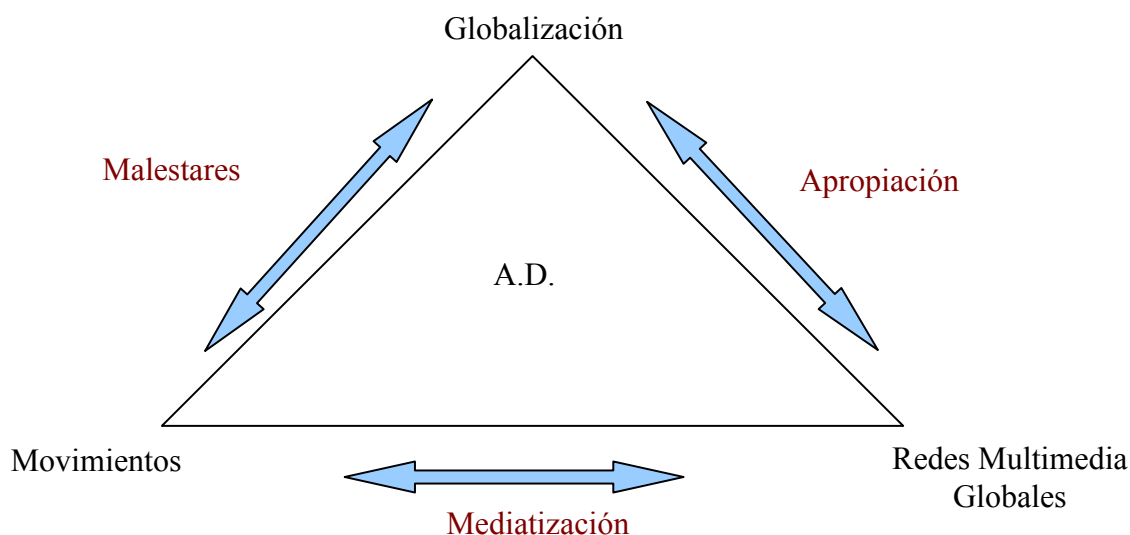 Globalización
Malestares
Apropiación
A.D.
Movimientos
Redes Multimedia
Globales
Mediatización